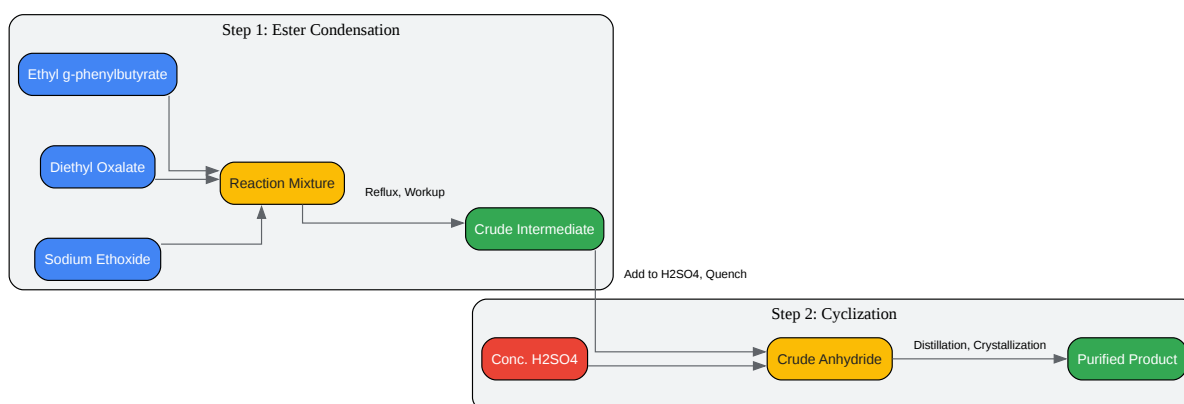 Step 1: Ester Condensation
Ethyl g-phenylbutyrate
Diethyl Oxalate
Reaction Mixture
Reflux, Workup
Crude Intermediate
Sodium Ethoxide
Add to H2SO4, Quench
Step 2: Cyclization
Conc. H2SO4
Crude Anhydride
Distillation, Crystallization
Purified Product